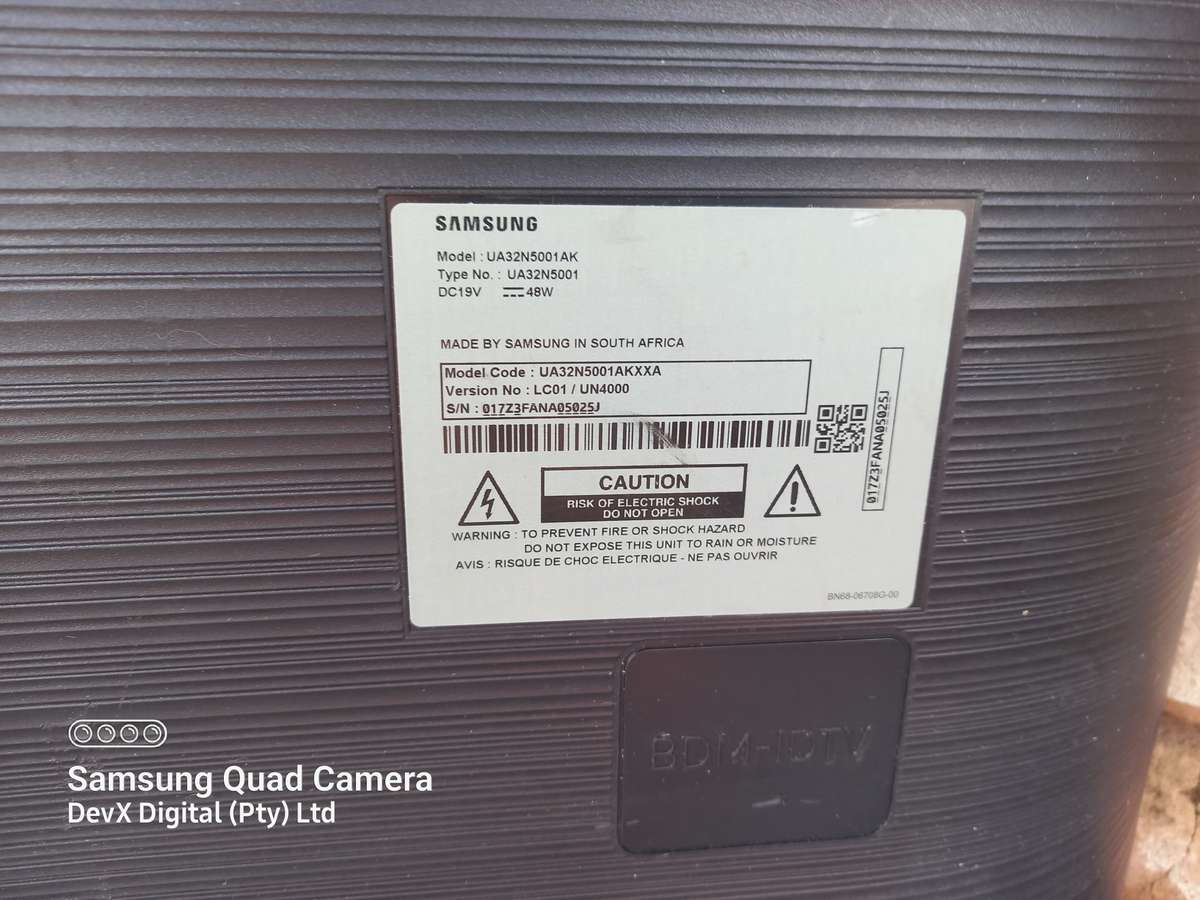 SAMSUNG
Model : UA32N5001AK
Type No. : UA32N5001
DC19V ⎓ 48W
MADE BY SAMSUNG IN SOUTH AFRICA
Model Code : UA32N5001AKXXA
Version No : LC01 / UN4000
S/N : 017Z3FANA05025J
017Z3FANA05025J
CAUTION
RISK OF ELECTRIC SHOCK
DO NOT OPEN
WARNING : TO PREVENT FIRE OR SHOCK HAZARD
DO NOT EXPOSE THIS UNIT TO RAIN OR MOISTURE
AVIS : RISQUE DE CHOC ELECTRIQUE - NE PAS OUVRIR
BN68-06708G-00
BDM-IDTV
Samsung Quad Camera
DevX Digital (Pty) Ltd